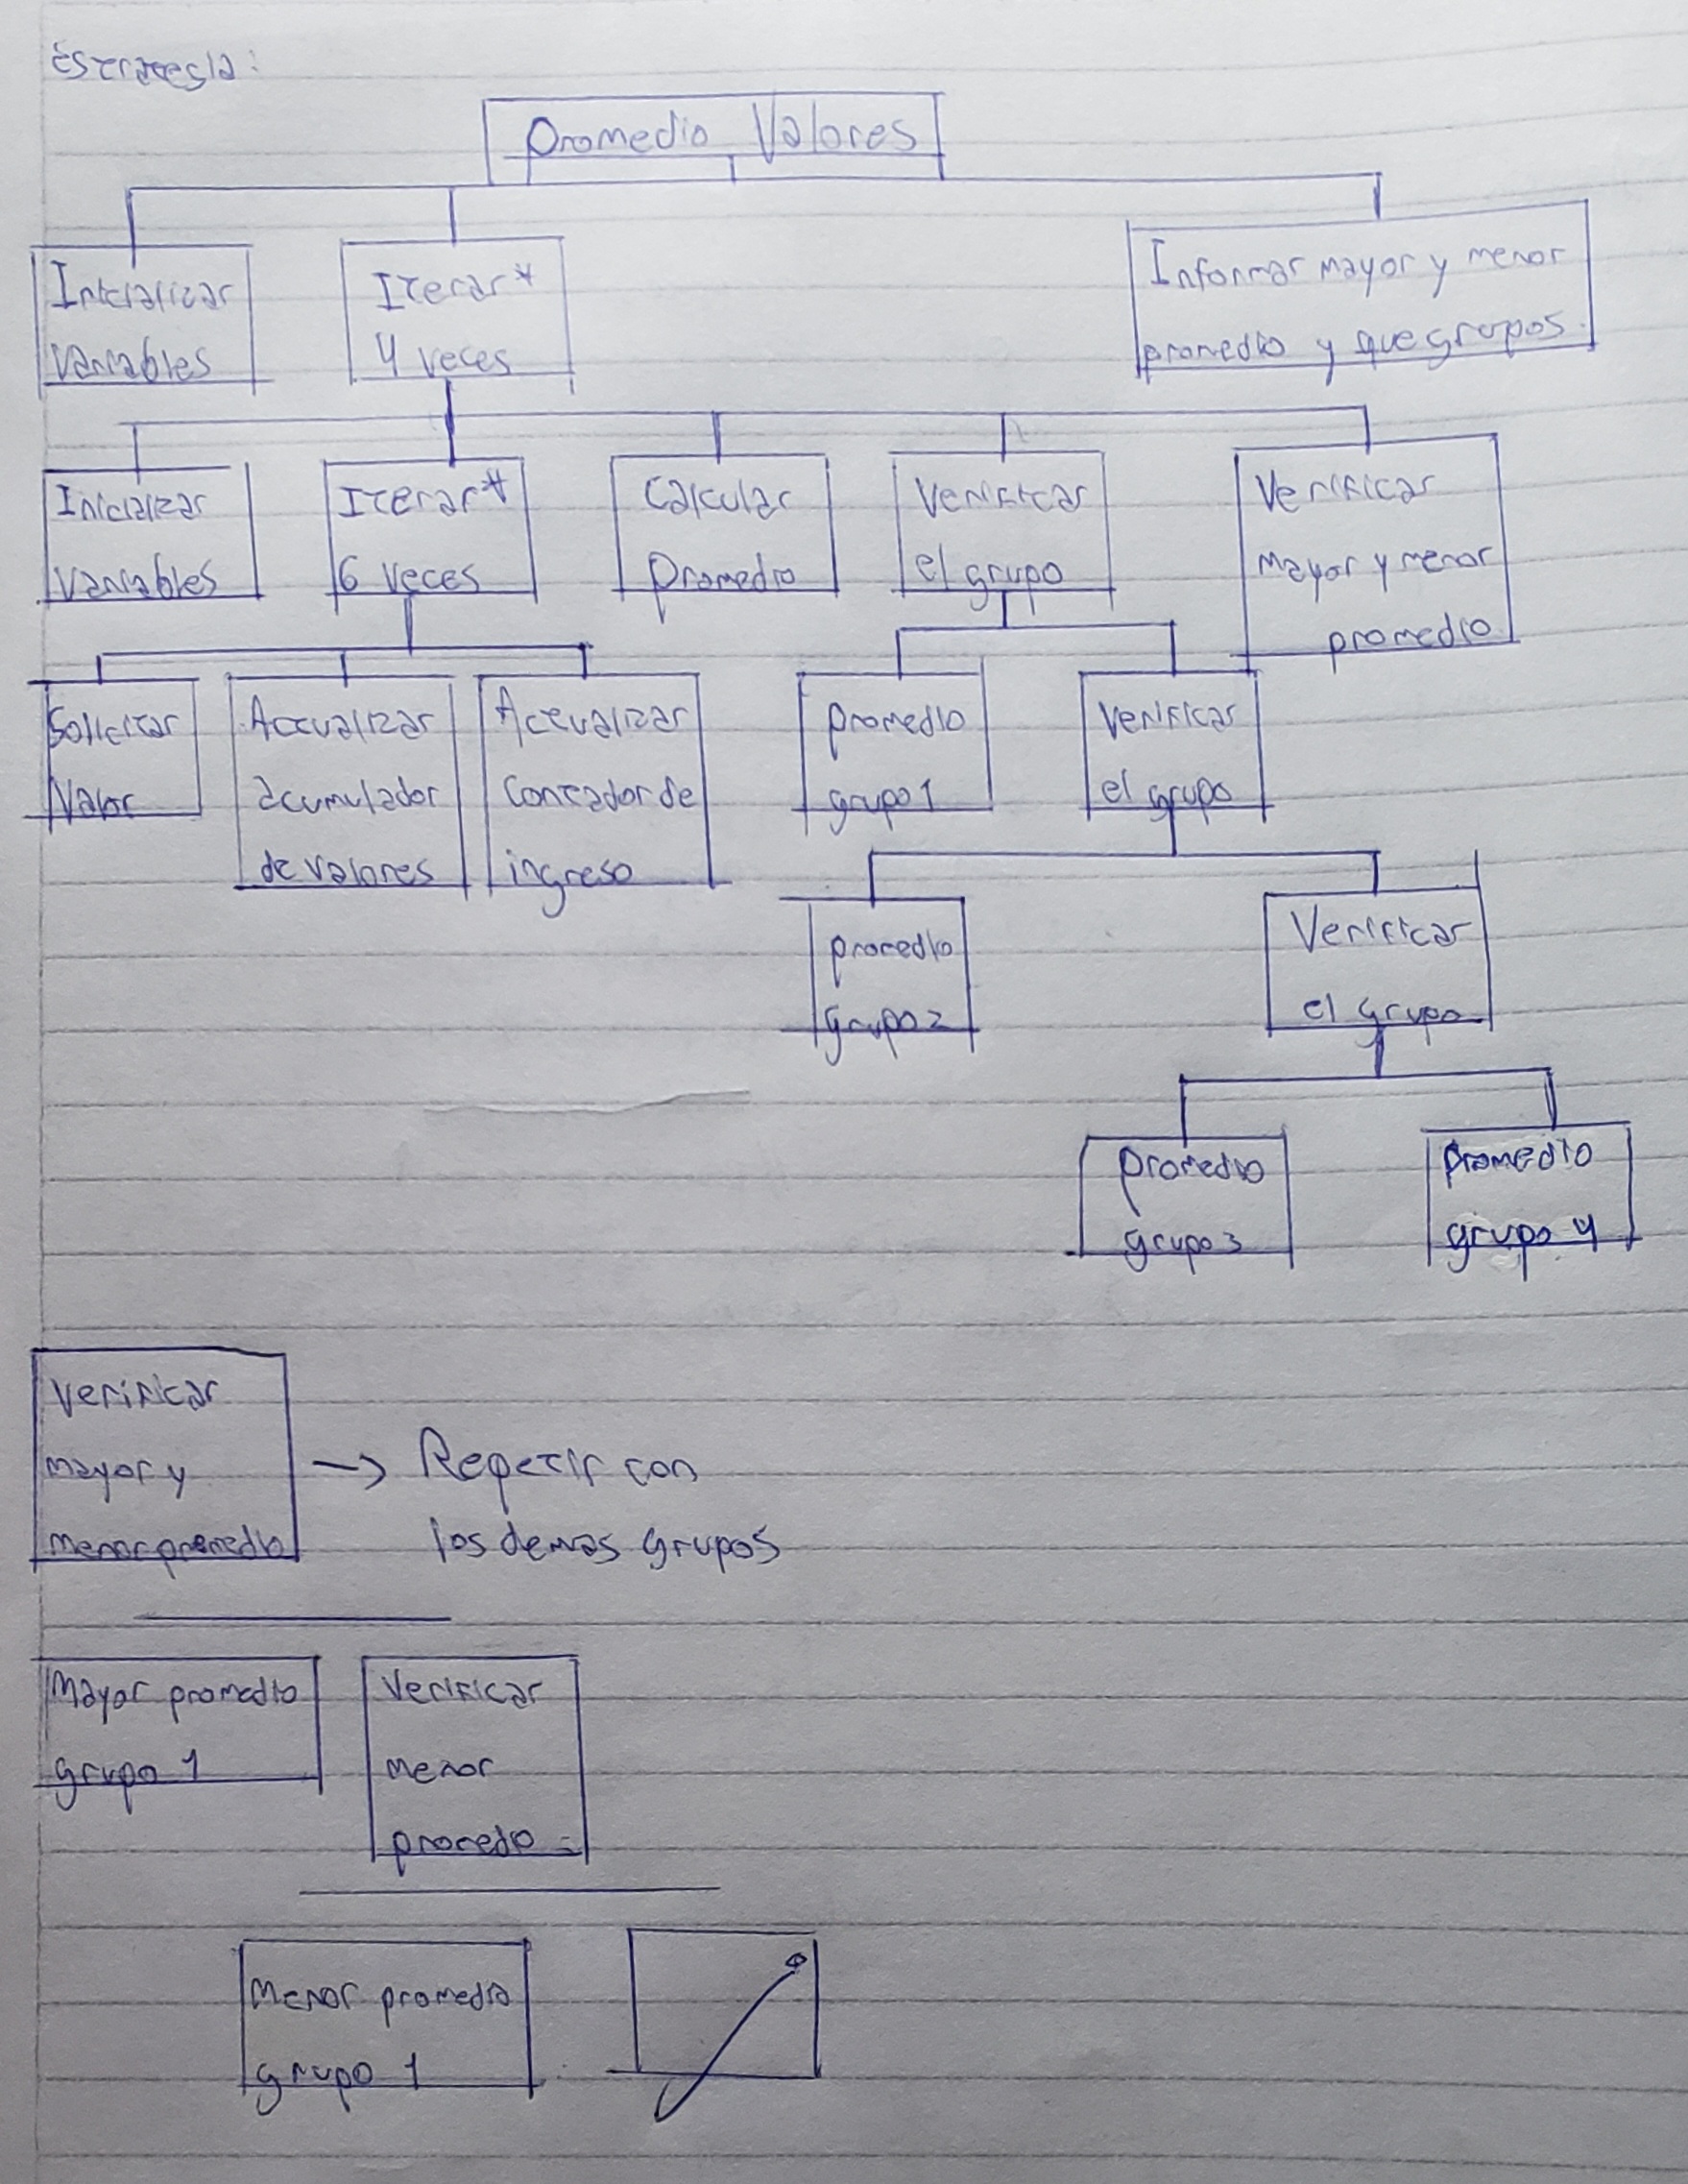 Estrategia:
Promedio Valores
Inicializar
Variables
Iterar*
4 veces
Informar mayor y menor
promedio y que grupos.
Inicializar
Variables
Iterar*
6 veces
Calcular
Promedio
Verificar
el grupo
Verificar
mayor y menor
promedio
Solicitar
Valor
Actualizar
acumulador
de valores
Actualizar
Contador de
ingreso
promedio
grupo 1
Verificar
el grupo
promedio
grupo 2
Verificar
el grupo
promedio
grupo 3
promedio
grupo 4
Verificar
mayor y
menor promedio
→ Repetir con
los demas grupos
Mayor promedio
grupo 1
Verificar
menor
promedio
Menor promedio
grupo 1